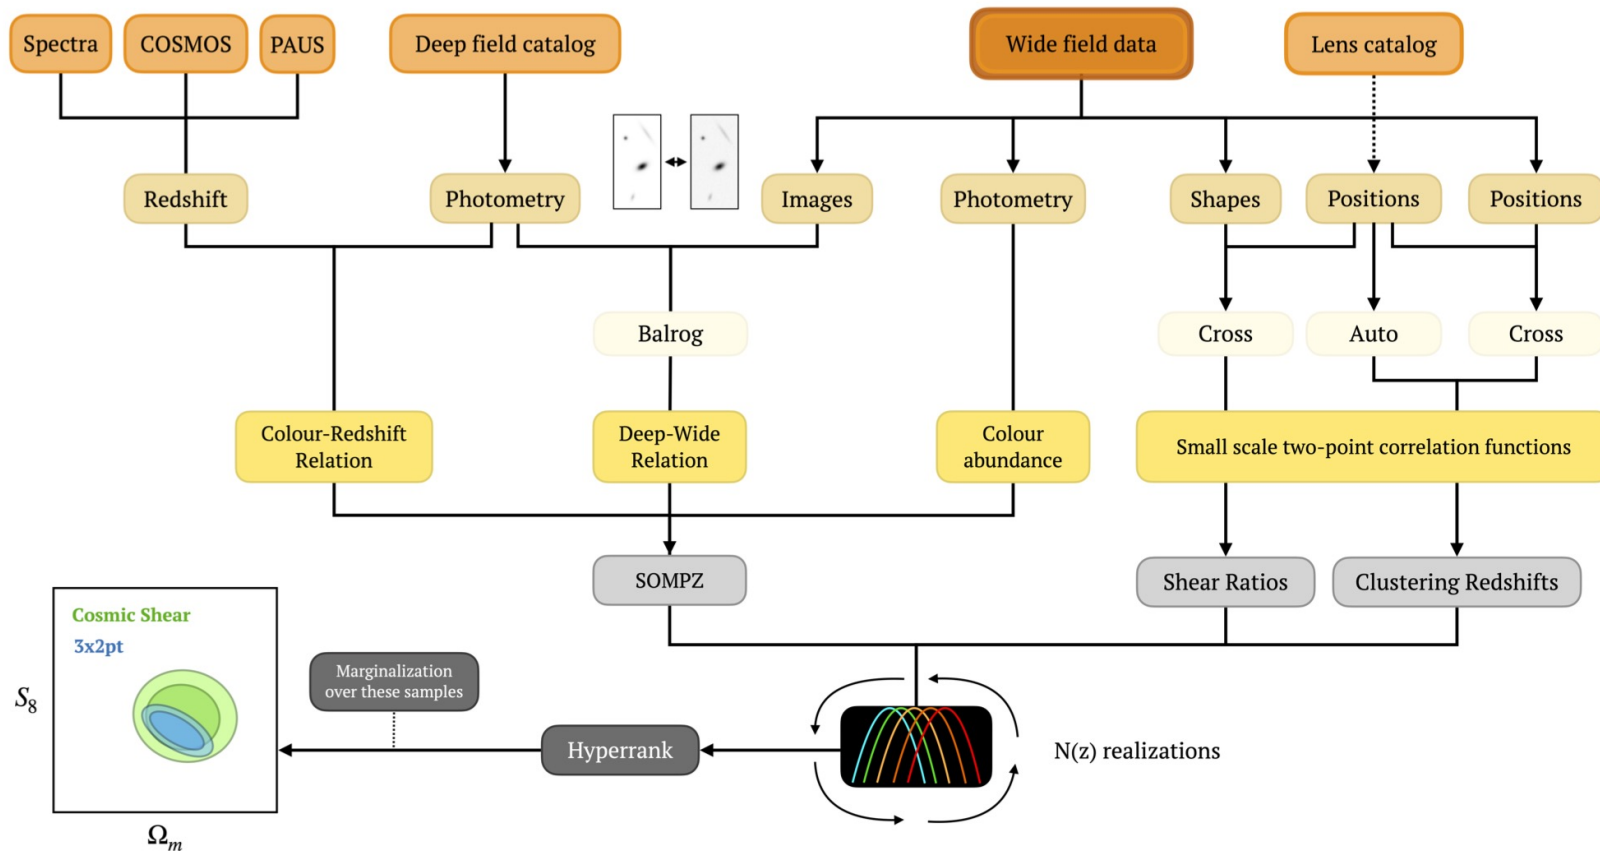 Spectra
COSMOS
PAUS
Deep field catalog
Wide field data
Lens catalog
Redshift
Photometry
Images
Photometry
Shapes
Positions
Positions
Balrog
Cross
Auto
Cross
Colour-Redshift
Relation
Deep-Wide
Relation
Colour
abundance
Small scale two-point correlation functions
SOMPZ
Shear Ratios
Clustering Redshifts
Cosmic Shear
3x2pt
S₈
Ωₘ
Marginalization
over these samples
Hyperrank
N(z) realizations